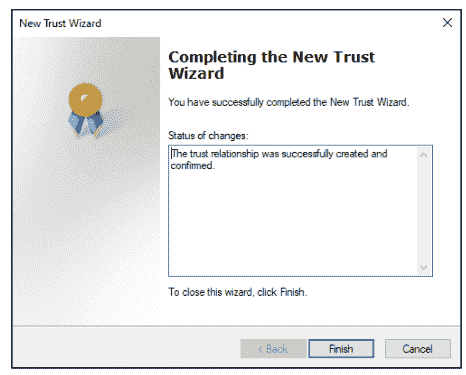 New Trust Wizard
Completing the New Trust
Wizard
You have successfully completed the New Trust Wizard.
Status of changes:
The trust relationship was successfully created and
confirmed.
To close this wizard, click Finish.
< Back
Finish
Cancel